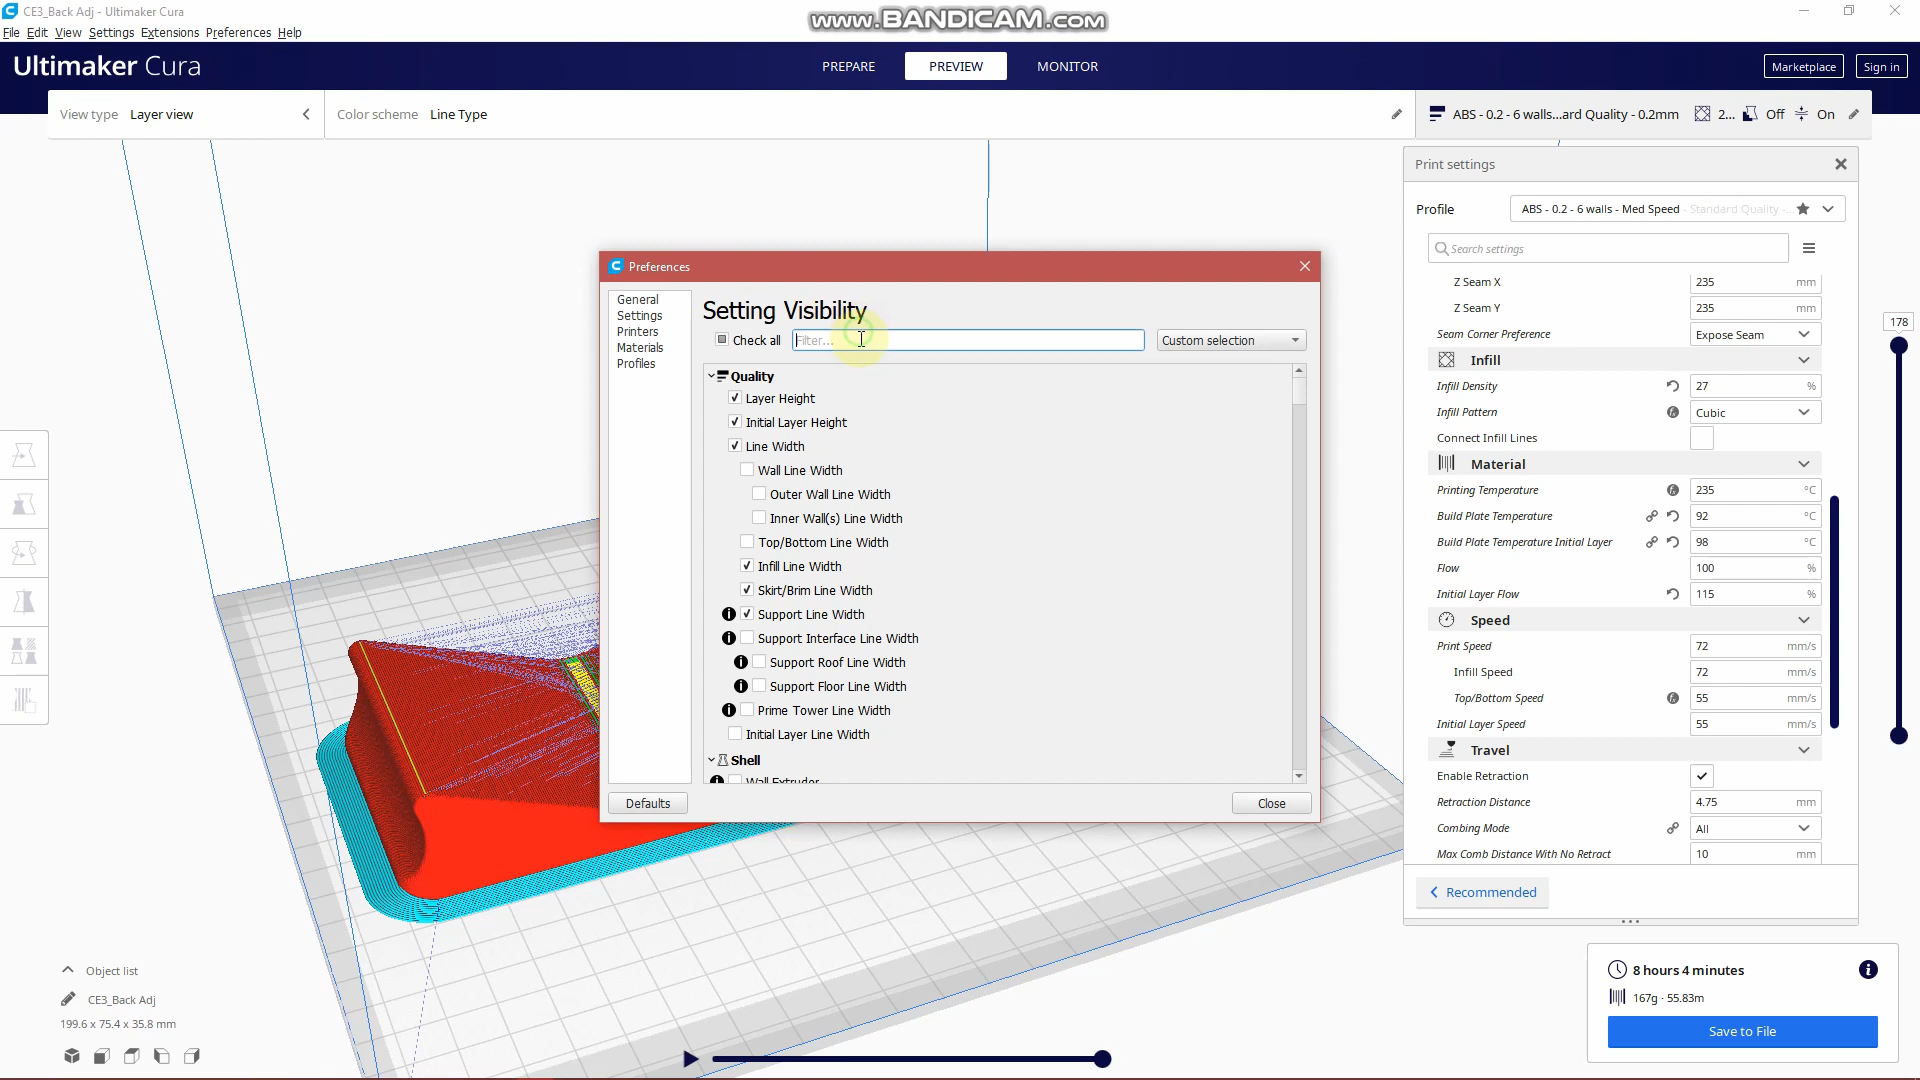 CE3_Back Adj - Ultimaker Cura
www.BANDICAM.com
File Edit View Settings Extensions Preferences Help
Ultimaker Cura
PREPARE PREVIEW MONITOR
Marketplace Sign in
View type Layer view
Color scheme Line Type
ABS - 0.2 - 6 walls...ard Quality - 0.2mm 2... Off On
Print settings
Profile ABS - 0.2 - 6 walls - Med Speed - Standard Quality -...
Search settings
Z Seam X 235 mm
Z Seam Y 235 mm
Seam Corner Preference Expose Seam
Infill
Infill Density 27 %
Infill Pattern Cubic
Connect Infill Lines
Material
Printing Temperature 235 °C
Build Plate Temperature 92 °C
Build Plate Temperature Initial Layer 98 °C
Flow 100 %
Initial Layer Flow 115 %
Speed
Print Speed 72 mm/s
Infill Speed 72 mm/s
Top/Bottom Speed 55 mm/s
Initial Layer Speed 55 mm/s
Travel
Enable Retraction
Retraction Distance 4.75 mm
Combing Mode All
Max Comb Distance With No Retract 10 mm
Recommended
178
Preferences
General
Settings
Printers
Materials
Profiles
Setting Visibility
Check all Filter... Custom selection
Quality
Layer Height
Initial Layer Height
Line Width
Wall Line Width
Outer Wall Line Width
Inner Wall(s) Line Width
Top/Bottom Line Width
Infill Line Width
Skirt/Brim Line Width
Support Line Width
Support Interface Line Width
Support Roof Line Width
Support Floor Line Width
Prime Tower Line Width
Initial Layer Line Width
Shell
Wall Extruder
Defaults Close
Object list
CE3_Back Adj
199.6 x 75.4 x 35.8 mm
8 hours 4 minutes
167g · 55.83m
Save to File